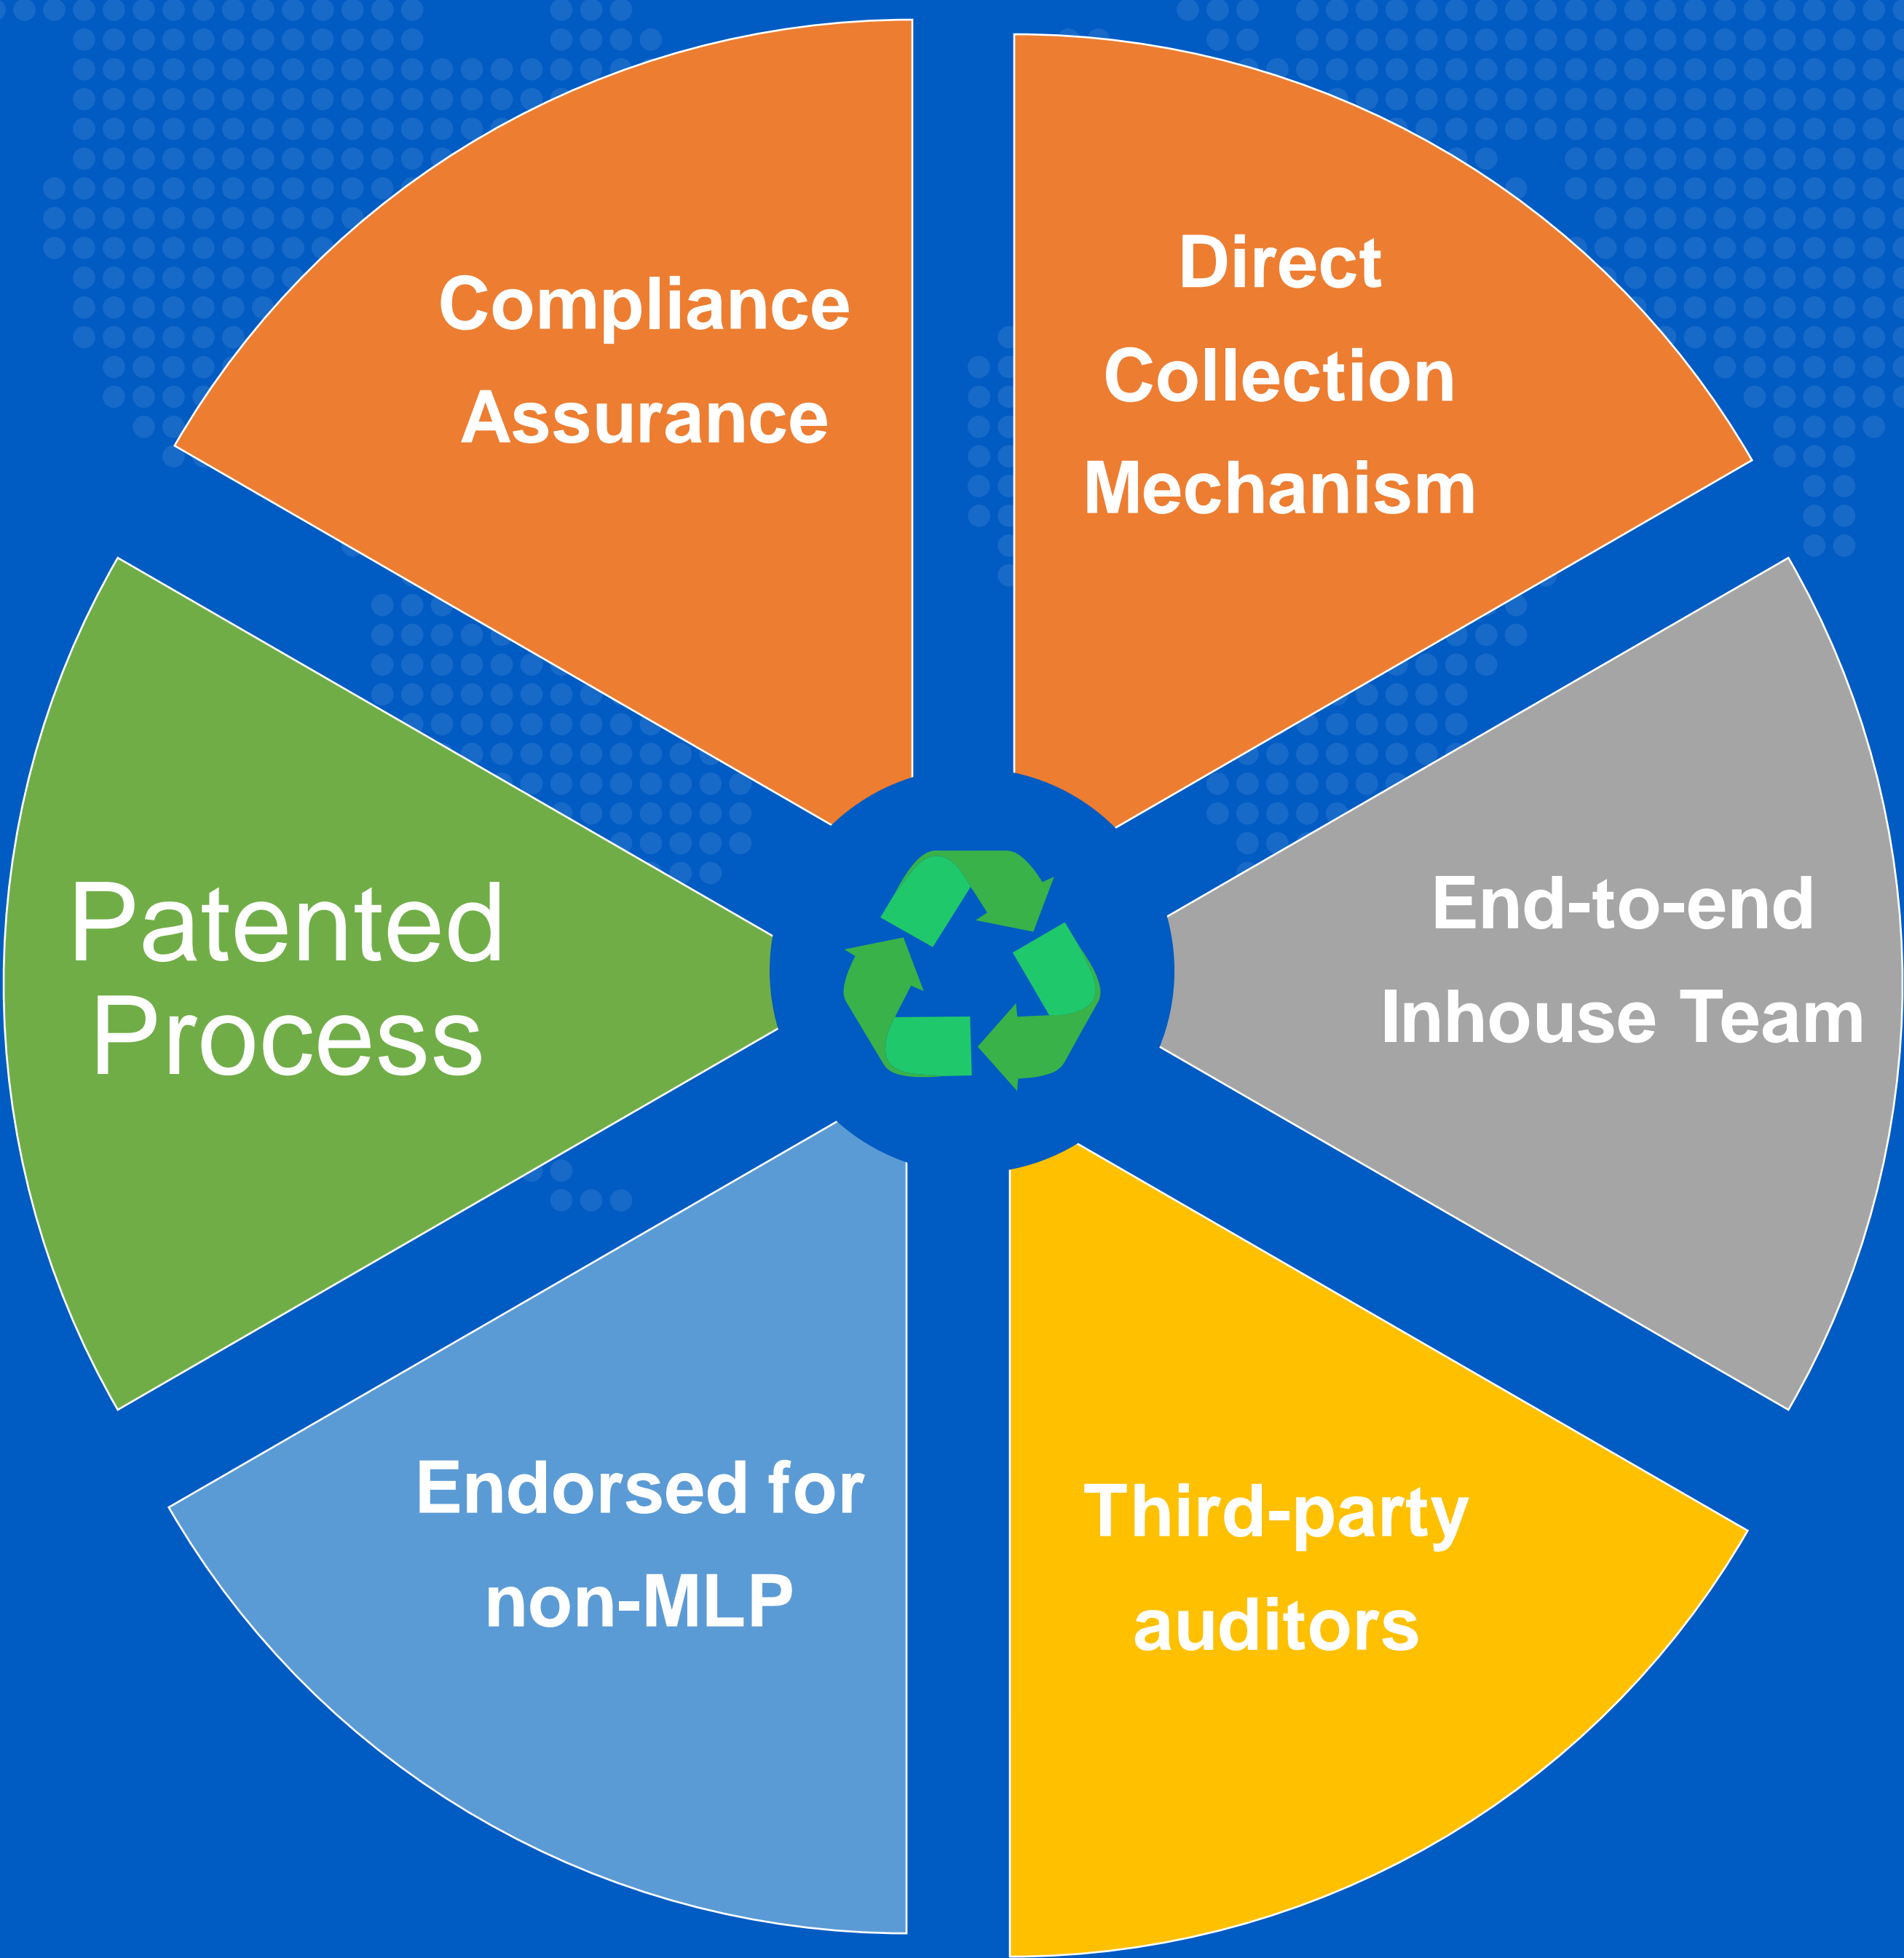 Compliance
Assurance
Direct
Collection
Mechanism
Patented
Process
End-to-end
Inhouse Team
Endorsed for
non-MLP
Third-party
auditors